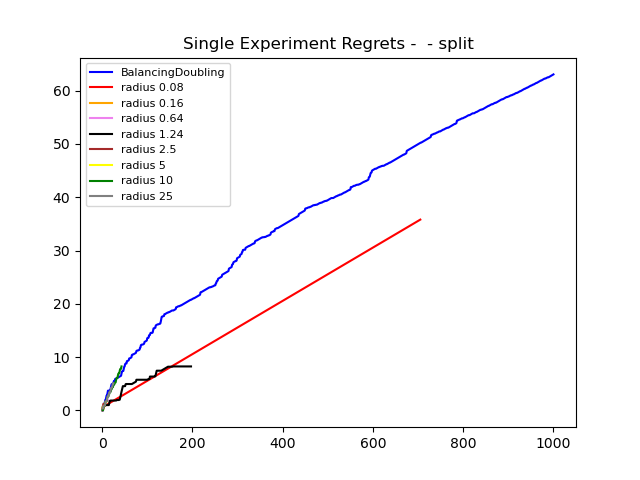 Single Experiment Regrets -  - split
BalancingDoubling
radius 0.08
radius 0.16
radius 0.64
radius 1.24
radius 2.5
radius 5
radius 10
radius 25
60
50
40
30
20
10
0
0 200 400 600 800 1000